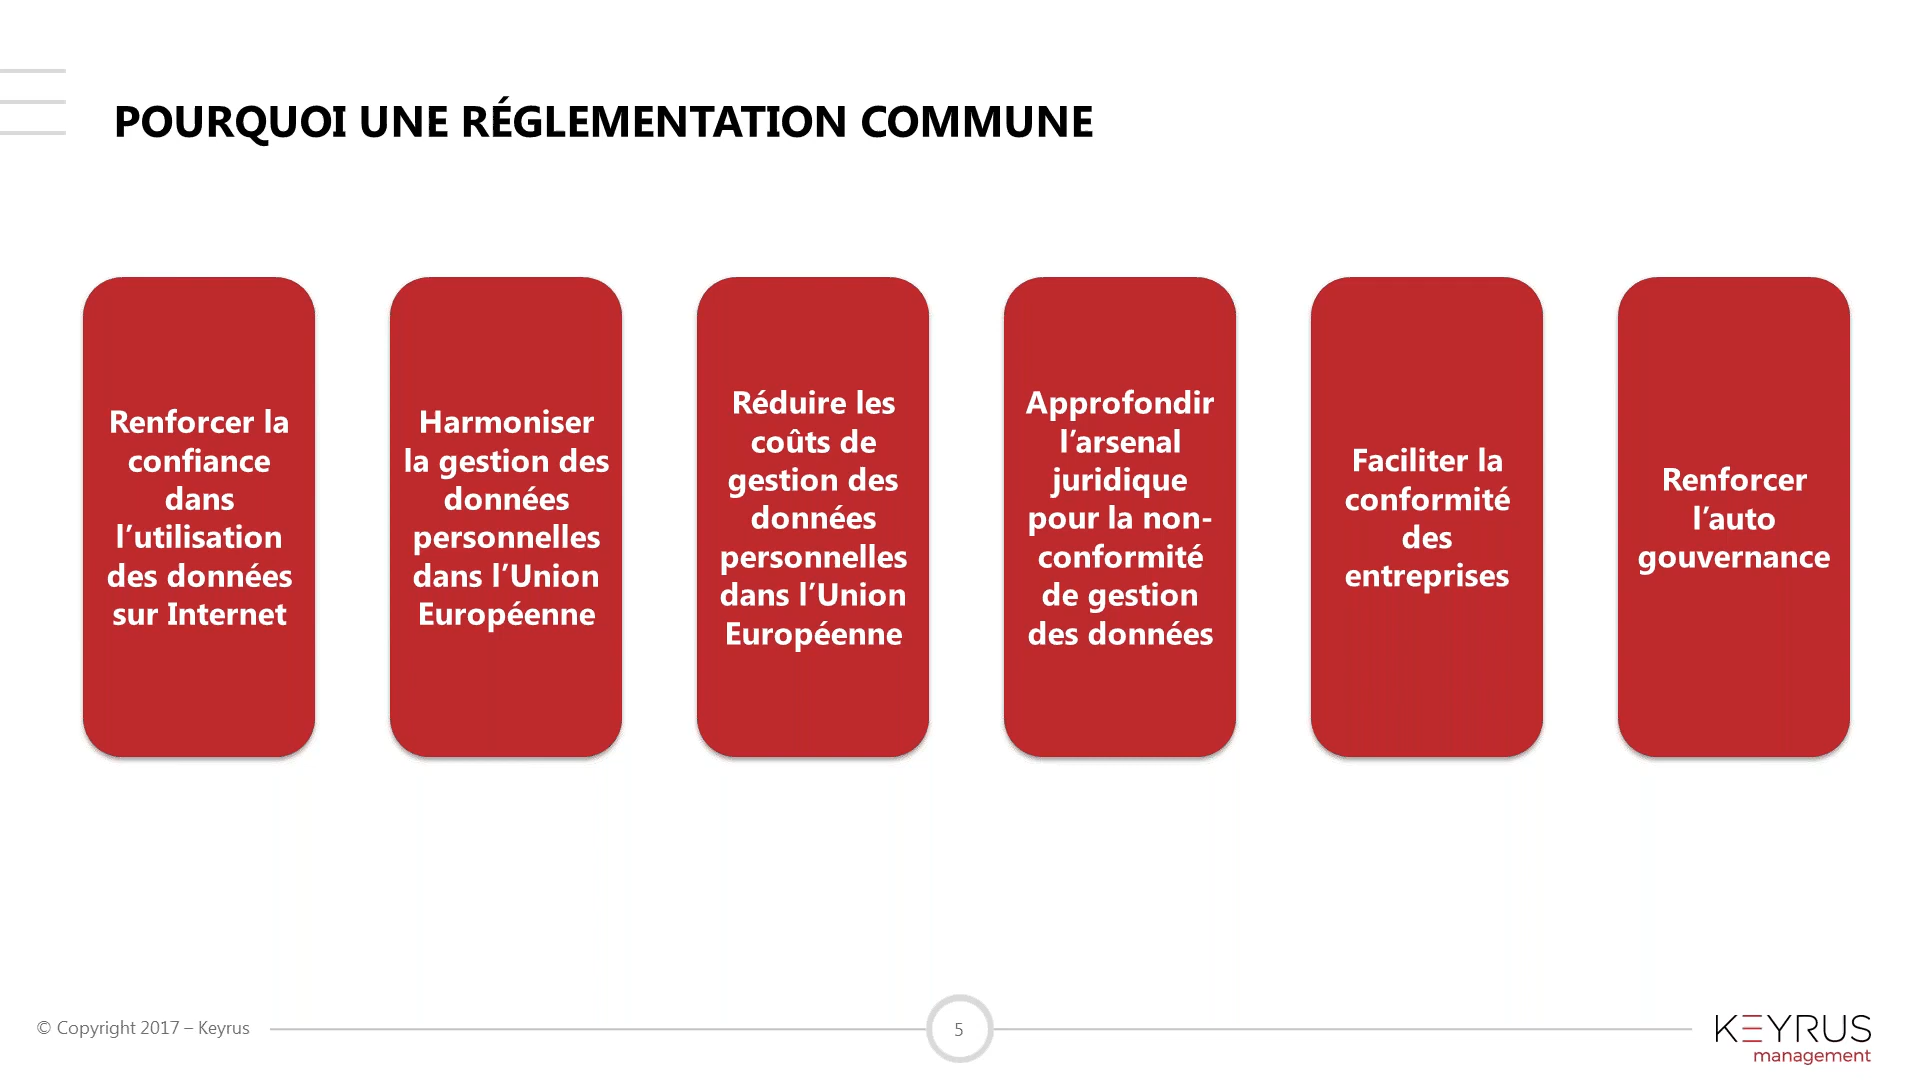 POURQUOI UNE RÉGLEMENTATION COMMUNE
Renforcer la
confiance
dans
l’utilisation
des données
sur Internet
Harmoniser
la gestion des
données
personnelles
dans l’Union
Européenne
Réduire les
coûts de
gestion des
données
personnelles
dans l’Union
Européenne
Approfondir
l’arsenal
juridique
pour la non-
conformité
de gestion
des données
Faciliter la
conformité
des
entreprises
Renforcer
l’auto
gouvernance
© Copyright 2017 – Keyrus
5
KEYRUS
management